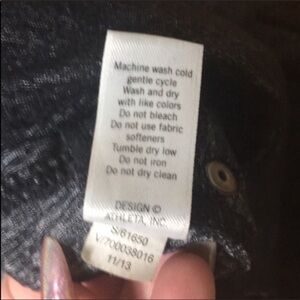 Machine wash cold
gentle cycle
Wash and dry
with like colors
Do not bleach
Do not use fabric
softeners
Tumble dry low
Do not iron
Do not dry clean
DESIGN ©
ATHLETA, INC.
S/61650
V/700038016
11/13